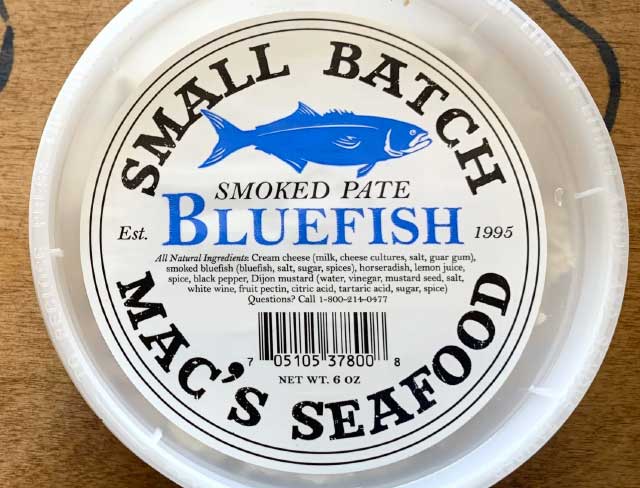 SMALL BATCH
SMOKED PATE
BLUEFISH
Est. 1995
All Natural Ingredients: Cream cheese (milk, cheese cultures, salt, guar gum),
smoked bluefish (bluefish, salt, sugar, spices), horseradish, lemon juice,
spice, black pepper, Dijon mustard (water, vinegar, mustard seed, salt,
white wine, fruit pectin, citric acid, tartaric acid, sugar, spice)
Questions? Call 1-800-214-0477
7 05105 37800 8
NET WT. 6 OZ
MAC'S SEAFOOD